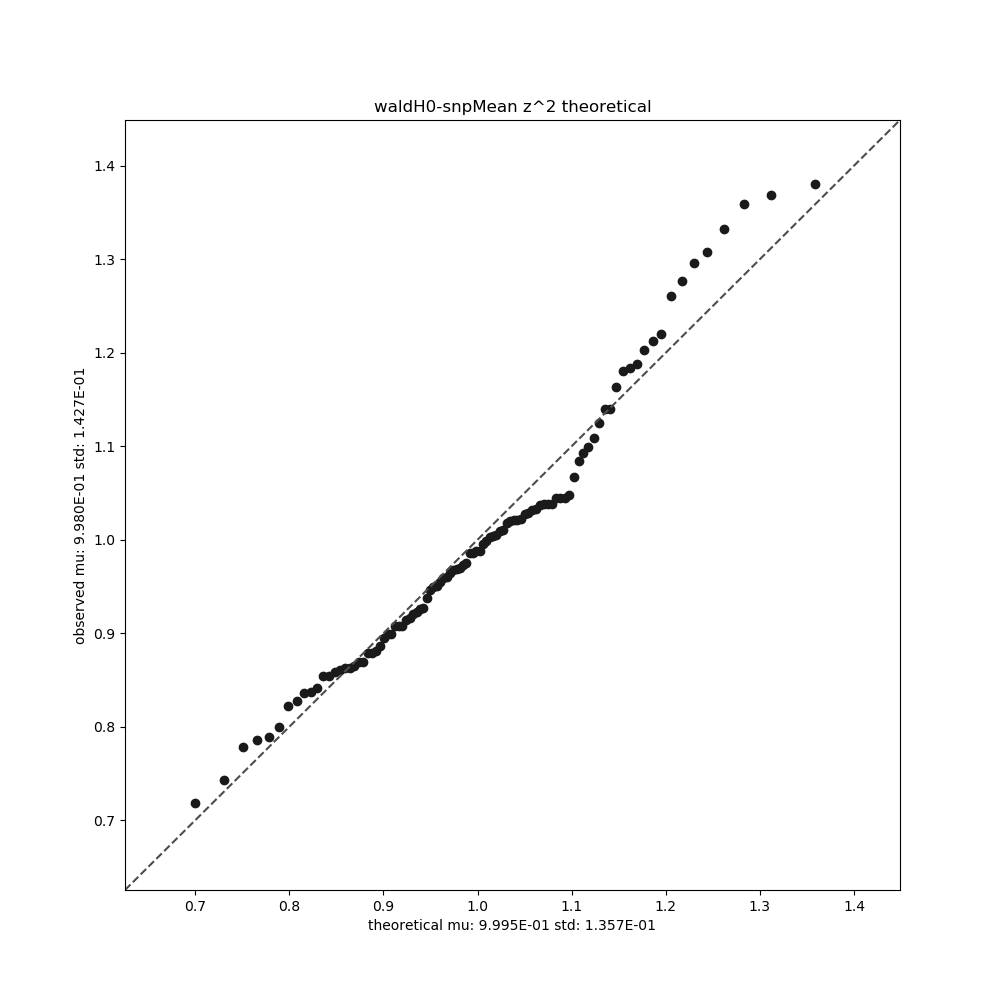 waldH0-snpMean z^2 theoretical
observed mu: 9.980E-01 std: 1.427E-01
1.4
1.3
1.2
1.1
1.0
0.9
0.8
0.7
0.7 0.8 0.9 1.0 1.1 1.2 1.3 1.4
theoretical mu: 9.995E-01 std: 1.357E-01